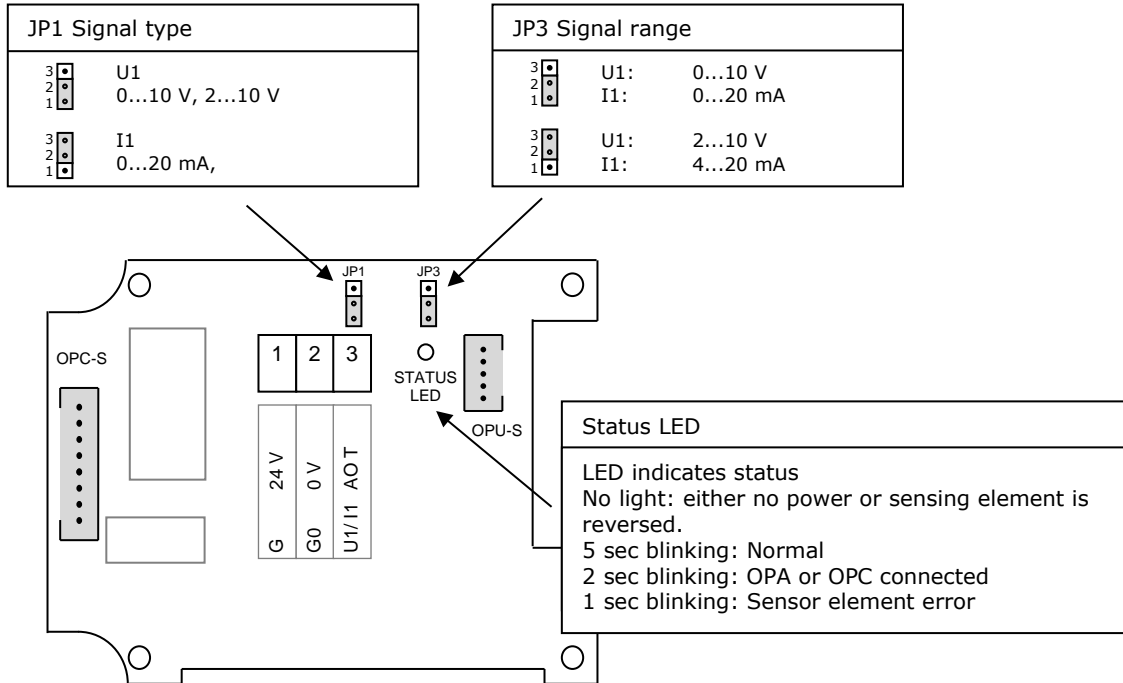 JP1 Signal type
3
2
1
U1
0...10 V, 2...10 V
3
2
1
I1
0...20 mA,
JP3 Signal range
3
2
1
U1: 0...10 V
I1: 0...20 mA
3
2
1
U1: 2...10 V
I1: 4...20 mA
JP1
JP3
OPC-S
1 2 3
STATUS
LED
OPU-S
G 24 V
G0 0 V
U1/I1 AOT
Status LED
LED indicates status
No light: either no power or sensing element is
reversed.
5 sec blinking: Normal
2 sec blinking: OPA or OPC connected
1 sec blinking: Sensor element error